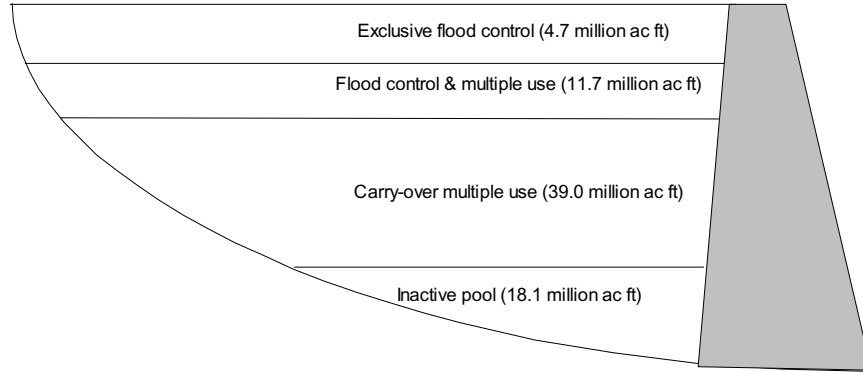 Exclusive flood control (4.7 million ac ft)
Flood control & multiple use (11.7 million ac ft)
Carry-over multiple use (39.0 million ac ft)
Inactive pool (18.1 million ac ft)